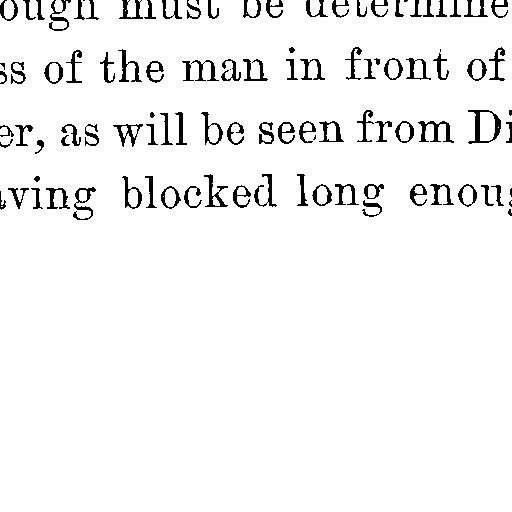 ough must be determine
ss of the man in front of
er, as will be seen from Di
aving blocked long enoug